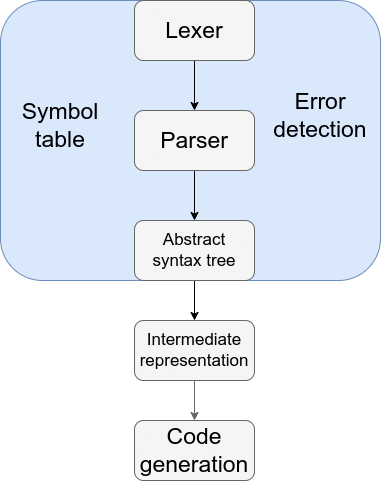 Lexer
Symbol
table
Error
detection
Parser
Abstract
syntax tree
Intermediate
representation
Code
generation